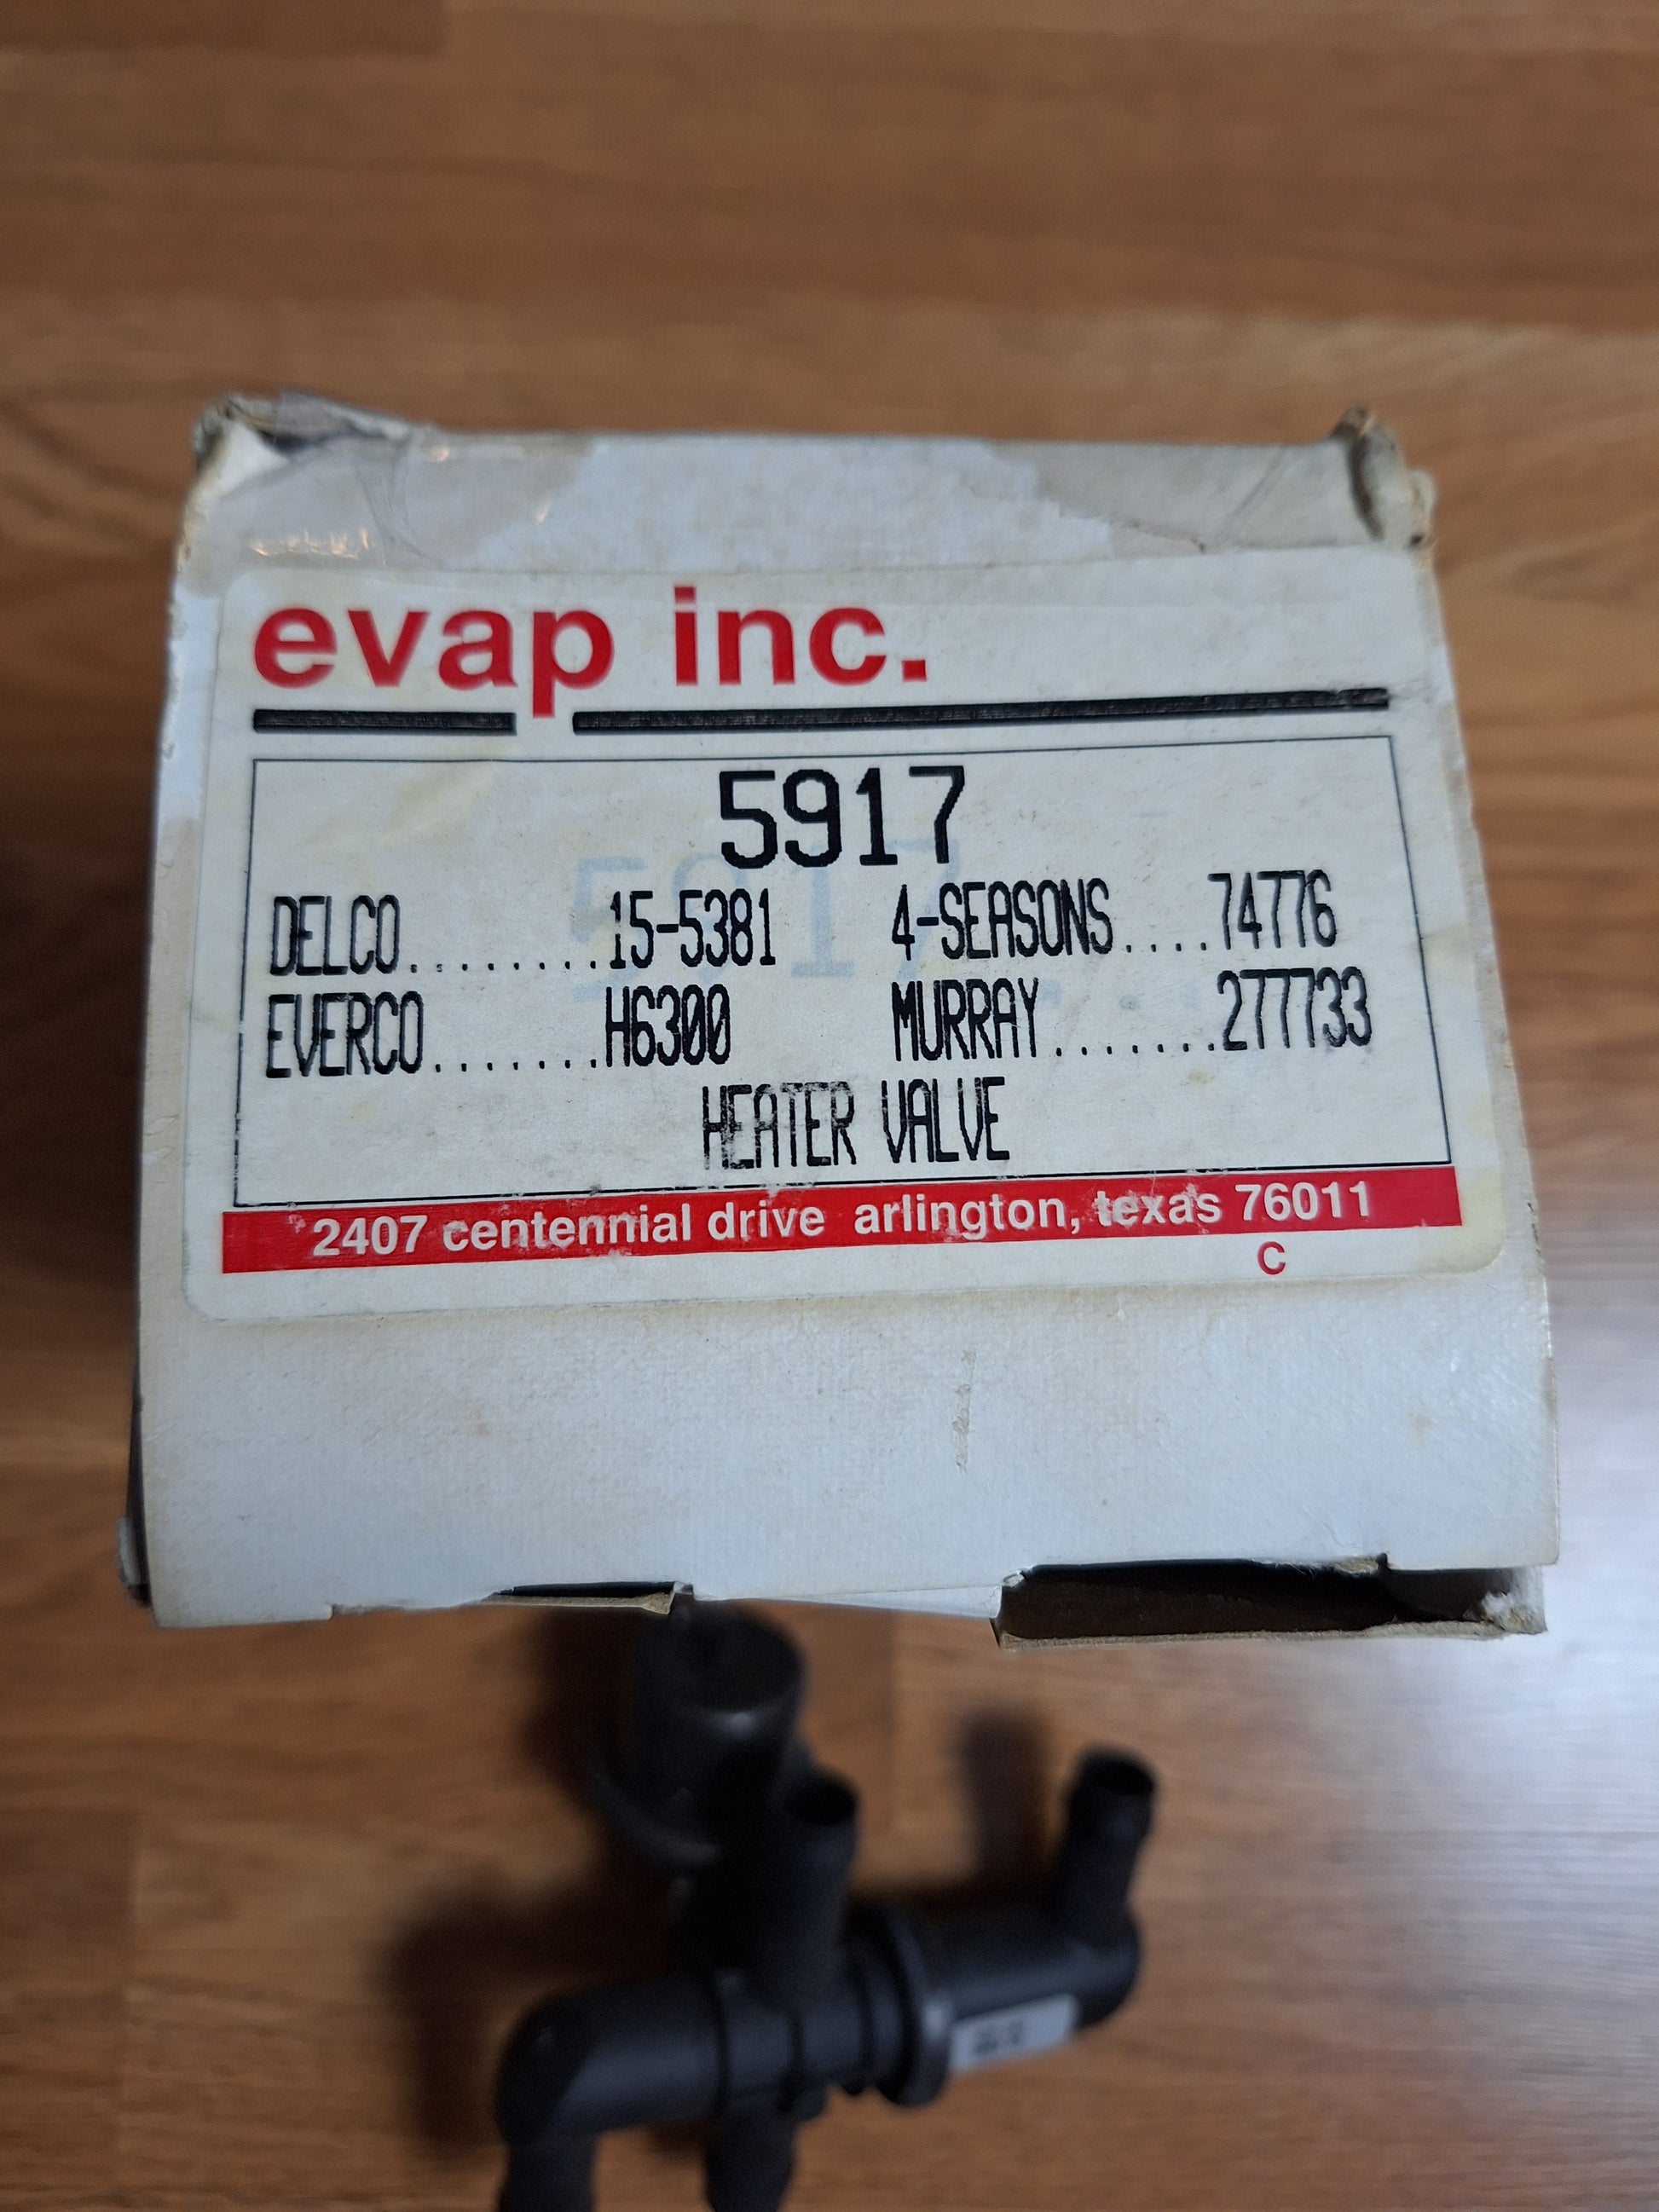 evap inc.
5917
DELCO........15-5381 4-SEASONS....74776
EVERCO.......H6300 MURRAY.......277733
HEATER VALVE
2407 centennial drive arlington, texas 76011
C